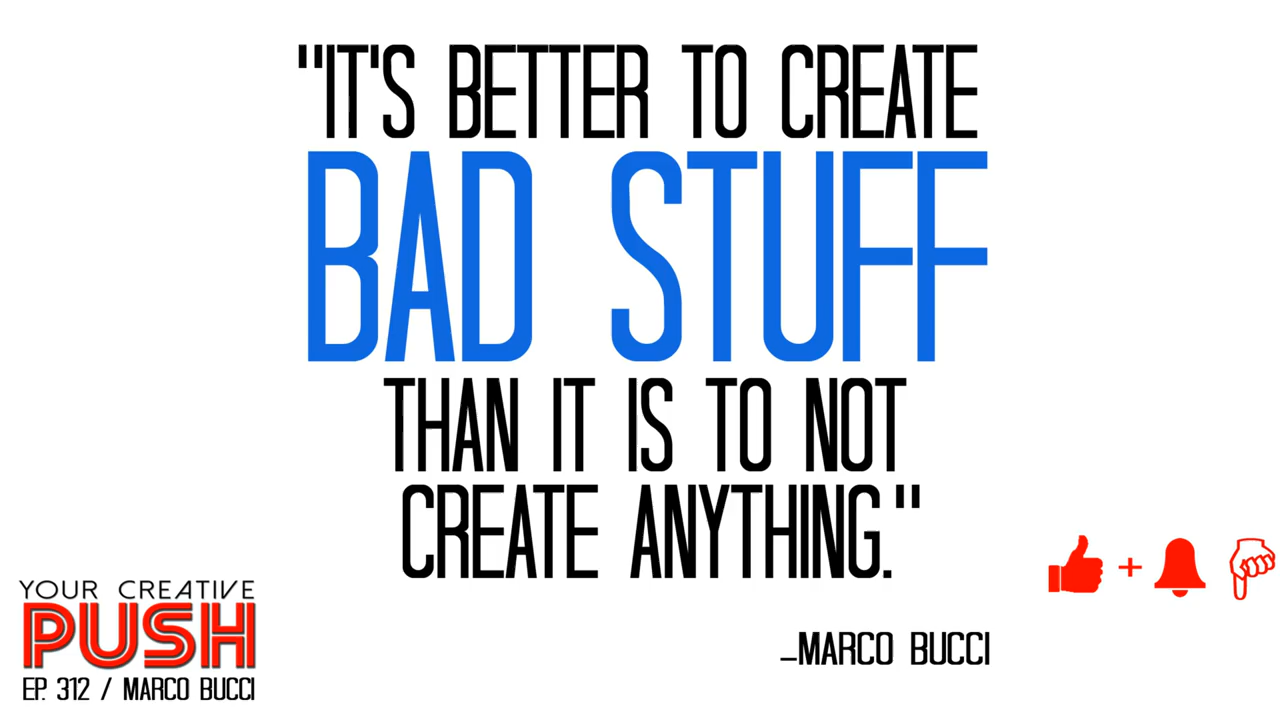 "IT'S BETTER TO CREATE
BAD STUFF
THAN IT IS TO NOT
CREATE ANYTHING."
–MARCO BUCCI
YOUR CREATIVE
PUSH
EP. 312 / MARCO BUCCI
+